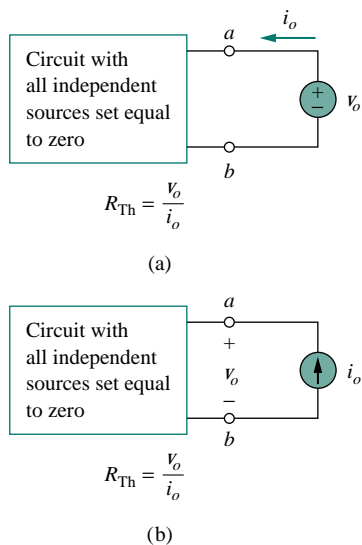 a
i_o
Circuit with
all independent
sources set equal
to zero
+
−
v_o
b
R_Th = v_o / i_o
(a)
a
Circuit with
all independent
sources set equal
to zero
+
v_o
i_o
−
b
R_Th = v_o / i_o
(b)